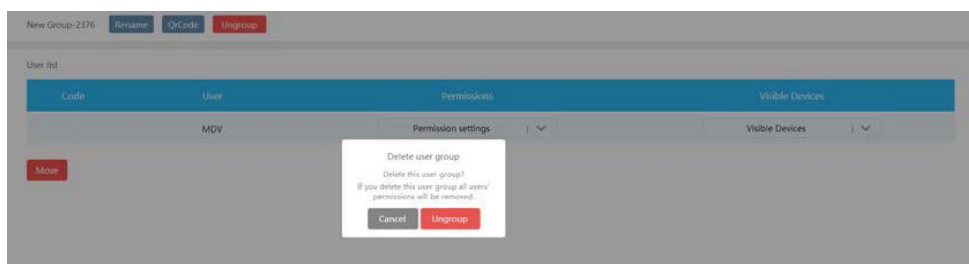 New Group-2376 Rename QrCode Ungroup
User list
Code User Permissions Visible Devices
MDV Permission settings Visible Devices
Move
Delete user group
Delete this user group?
If you delete this user group all users'
permissions will be removed.
Cancel Ungroup